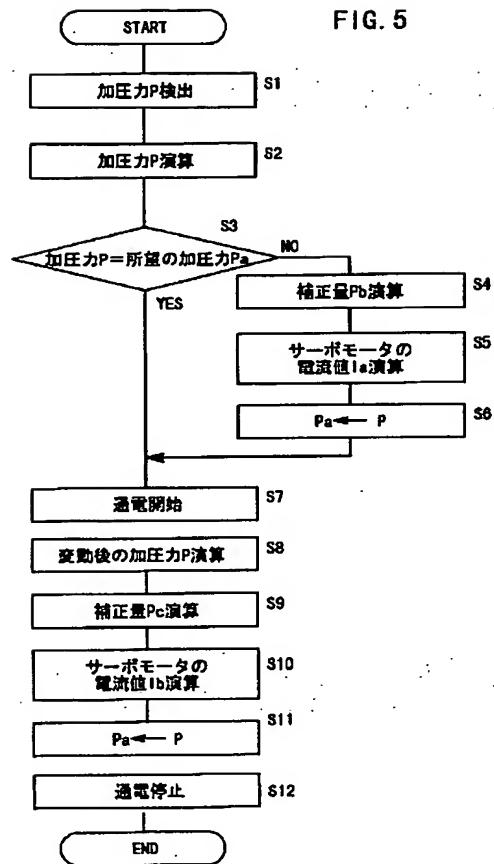 FIG. 5
START
加圧力P検出
S1
加圧力P演算
S2
S3
加圧力P=所望の加圧力Pa
NO
YES
補正量Pb演算
S4
サーボモータの
電流値Ia演算
S5
Pa ← P
S6
通電開始
S7
変動後の加圧力P演算
S8
補正量Pc演算
S9
サーボモータの
電流値Ib演算
S10
S11
Pa ← P
通電停止
S12
END